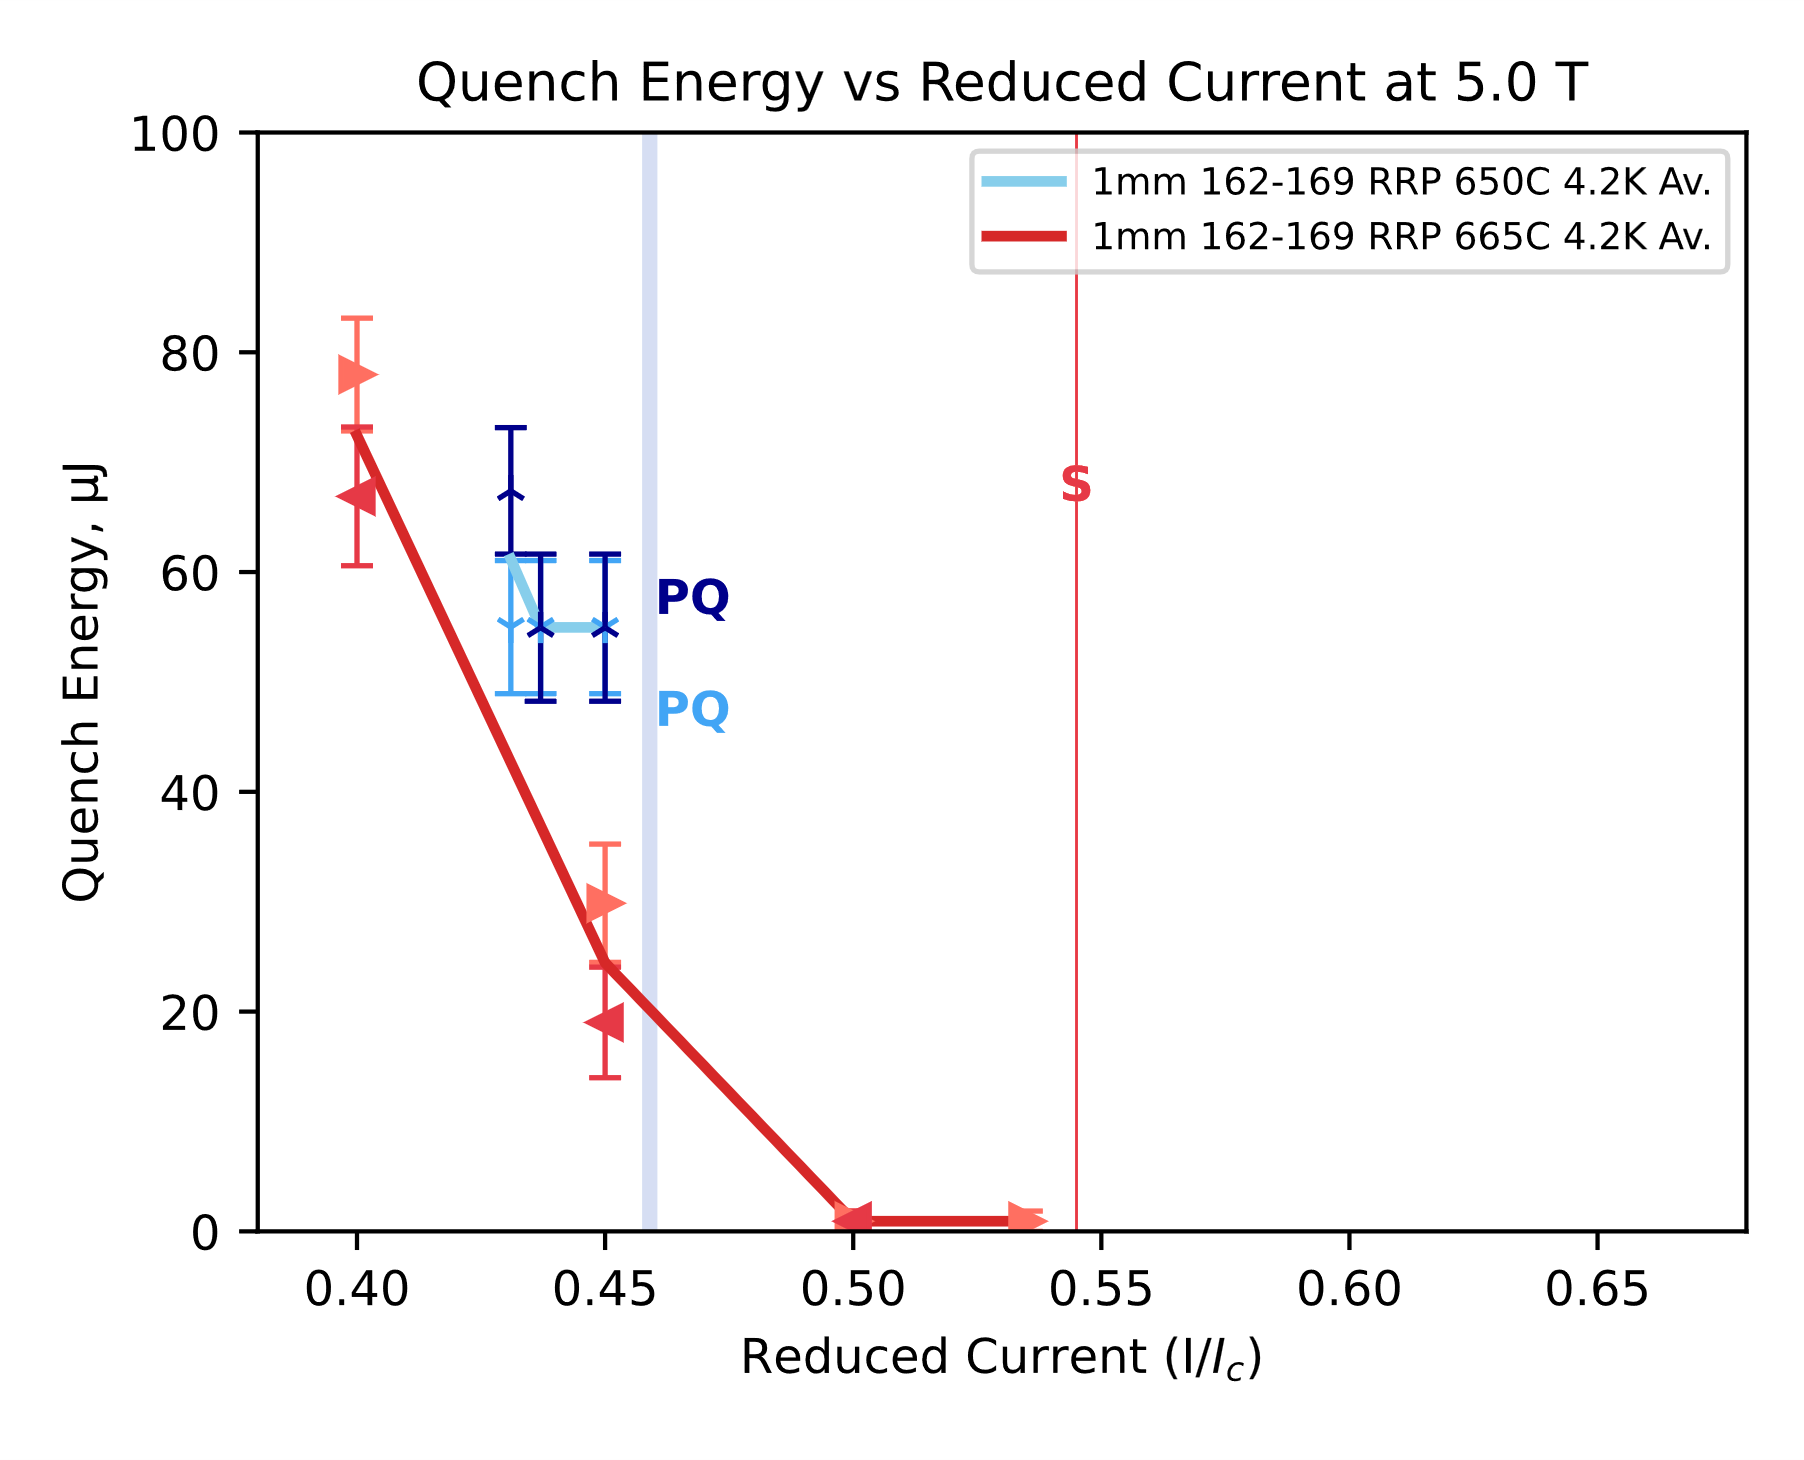 Quench Energy vs Reduced Current at 5.0 T
100
80
60
40
20
0
Quench Energy, μJ
1mm 162-169 RRP 650C 4.2K Av.
1mm 162-169 RRP 665C 4.2K Av.
S
PQ
PQ
0.40 0.45 0.50 0.55 0.60 0.65
Reduced Current (I/I_c)